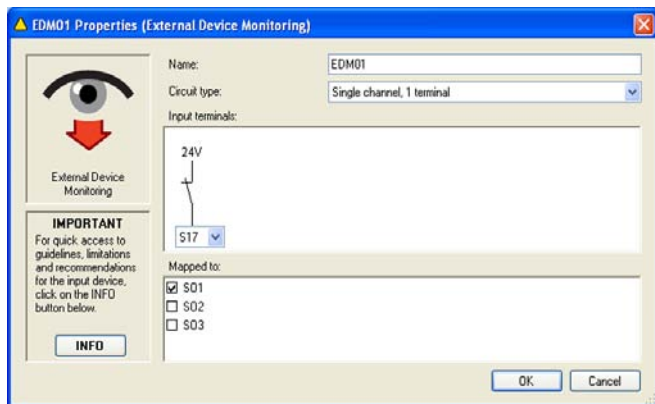 EDM01 Properties (External Device Monitoring)
Name:
EDM01
Circuit type:
Single channel, 1 terminal
Input terminals:
24V
S17
External Device
Monitoring
IMPORTANT
For quick access to
guidelines, limitations
and recommendations
for the input device,
click on the INFO
button below.
INFO
Mapped to:
SO1
SO2
SO3
OK
Cancel